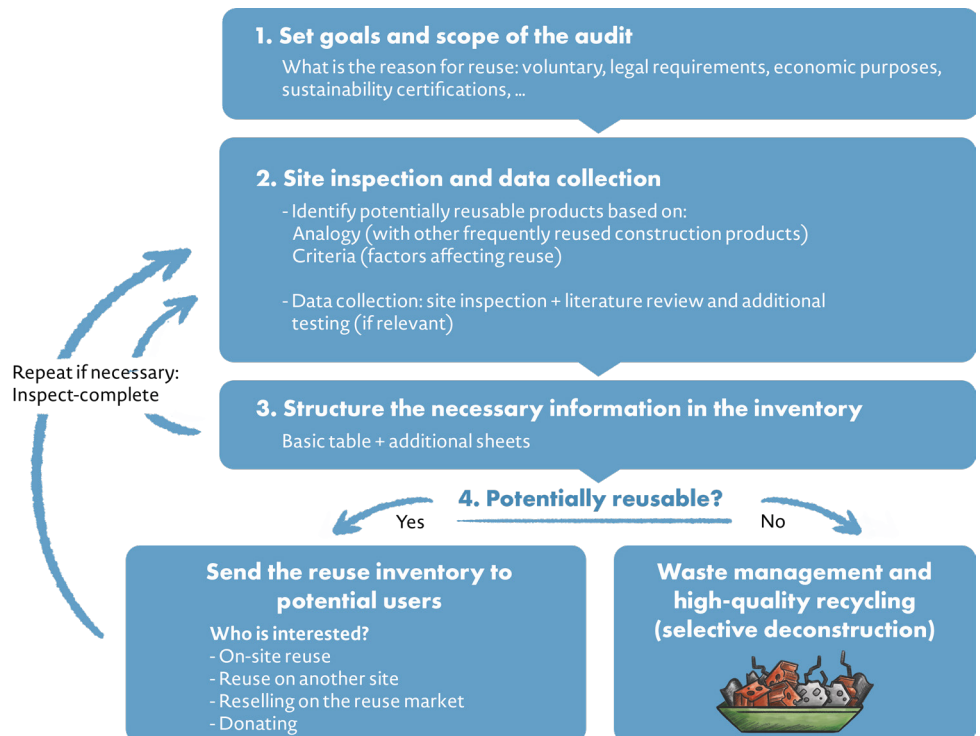 1. Set goals and scope of the audit
What is the reason for reuse: voluntary, legal requirements, economic purposes,
sustainability certifications, ...
2. Site inspection and data collection
- Identify potentially reusable products based on:
Analogy (with other frequently reused construction products)
Criteria (factors affecting reuse)
- Data collection: site inspection + literature review and additional
testing (if relevant)
Repeat if necessary:
Inspect-complete
3. Structure the necessary information in the inventory
Basic table + additional sheets
4. Potentially reusable?
Yes
No
Send the reuse inventory to
potential users
Who is interested?
- On-site reuse
- Reuse on another site
- Reselling on the reuse market
- Donating
Waste management and
high-quality recycling
(selective deconstruction)